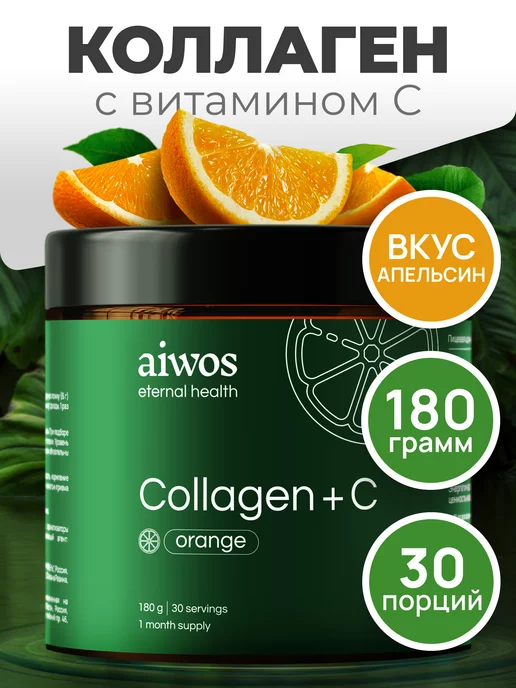 КОЛЛАГЕН
с витамином С
ВКУС
АПЕЛЬСИН
aiwos
eternal health
180
грамм
Collagen + C
orange
30
порций
180 g | 30 servings
1 month supply